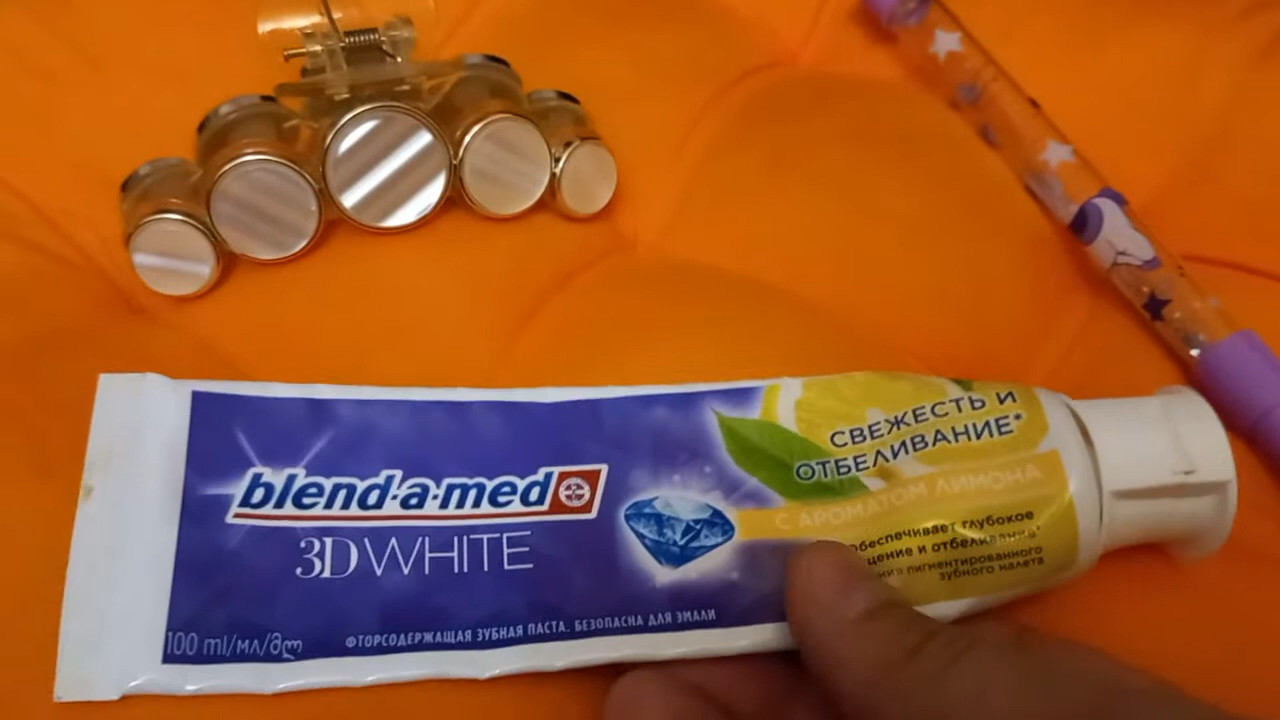 blend-a-med
3D WHITE
100 ml/мл/მლ
ФТОРСОДЕРЖАЩАЯ ЗУБНАЯ ПАСТА. БЕЗОПАСНА ДЛЯ ЭМАЛИ
СВЕЖЕСТЬ И
ОТБЕЛИВАНИЕ*
С АРОМАТОМ ЛИМОНА
глубокое
и отбеливание*
пигментированного
зубного налета